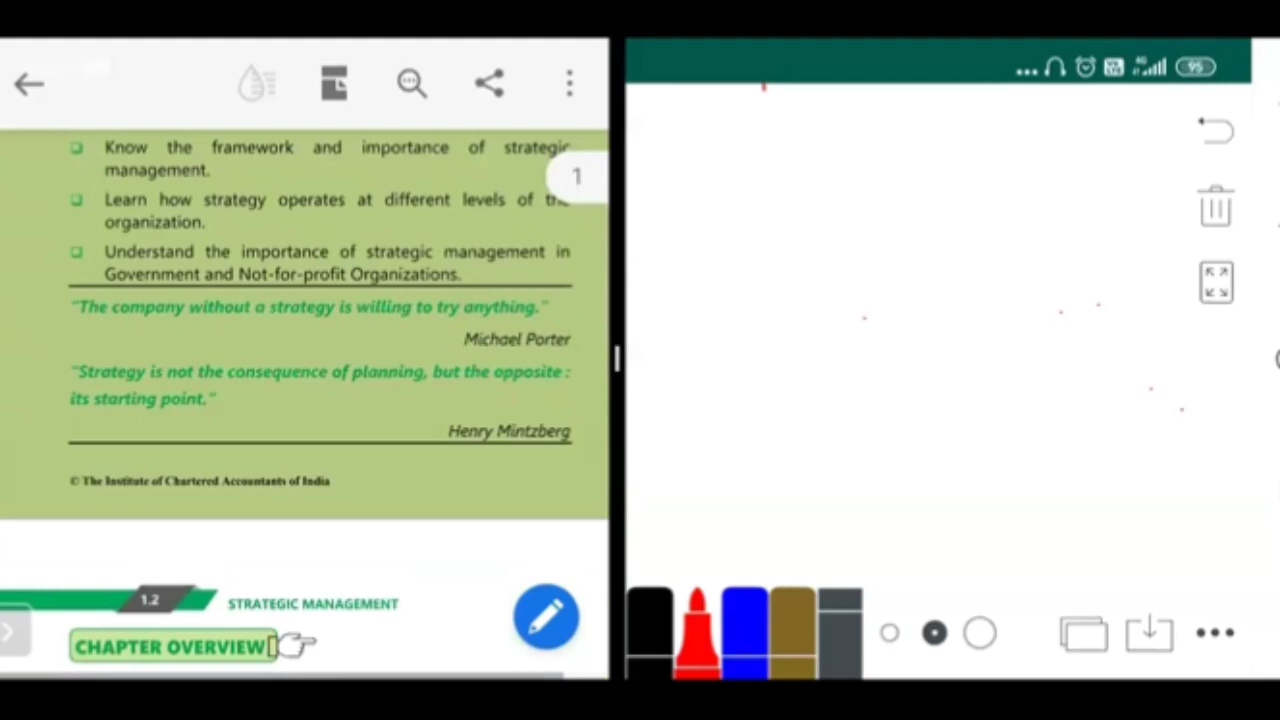 Know the framework and importance of strategic
management.
1
Learn how strategy operates at different levels of the
organization.
Understand the importance of strategic management in
Government and Not-for-profit Organizations.
"The company without a strategy is willing to try anything."
Michael Porter
"Strategy is not the consequence of planning, but the opposite :
its starting point."
Henry Mintzberg
© The Institute of Chartered Accountants of India
1.2 STRATEGIC MANAGEMENT
CHAPTER OVERVIEW
4G 95